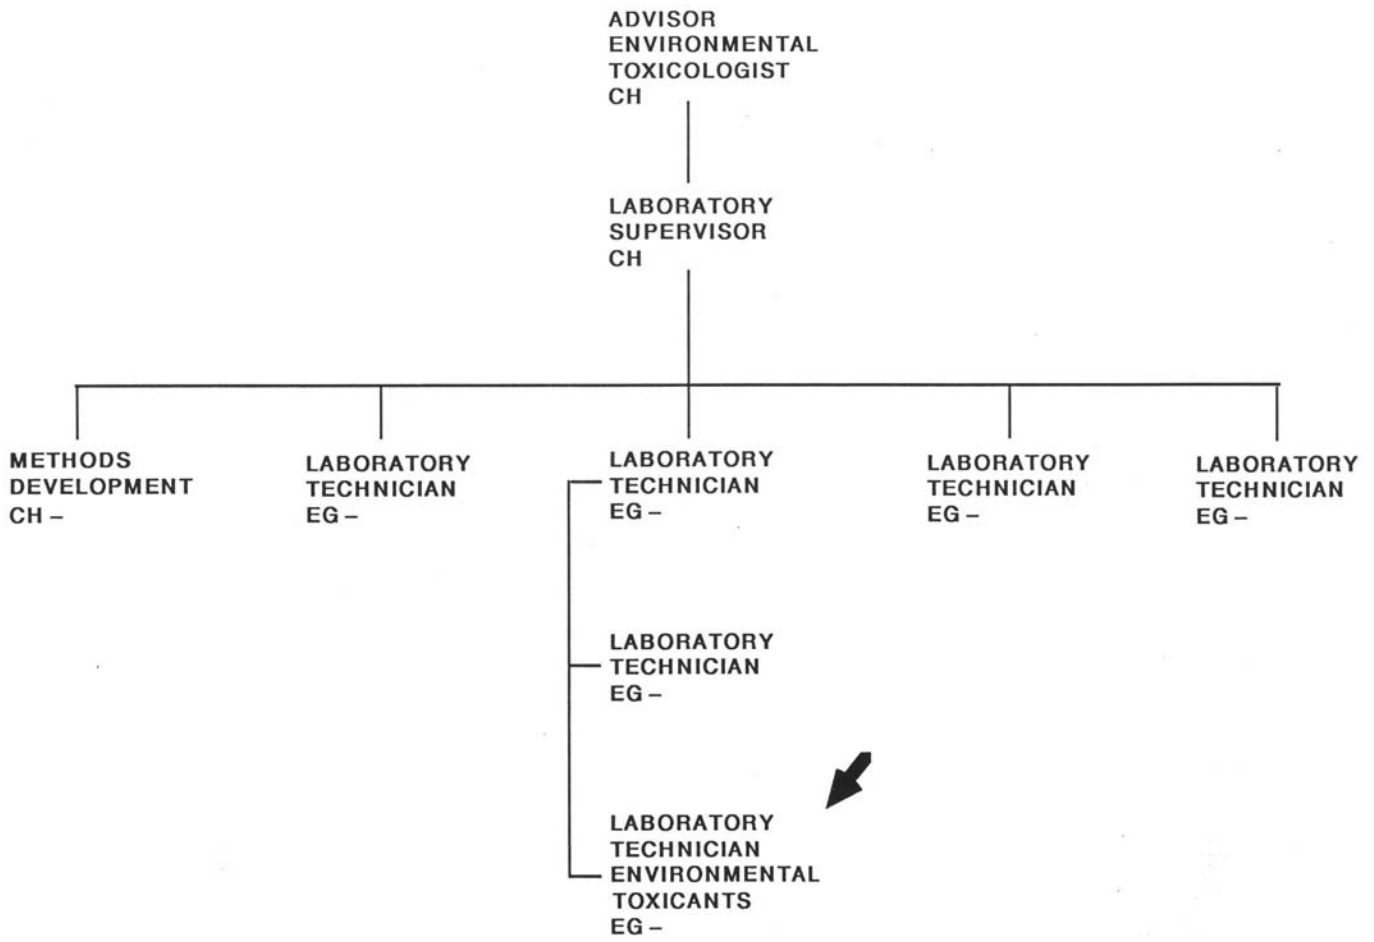 ADVISOR
ENVIRONMENTAL
TOXICOLOGIST
CH
LABORATORY
SUPERVISOR
CH
METHODS
DEVELOPMENT
CH –
LABORATORY
TECHNICIAN
EG –
LABORATORY
TECHNICIAN
EG –
LABORATORY
TECHNICIAN
EG –
LABORATORY
TECHNICIAN
EG –
LABORATORY
TECHNICIAN
EG –
LABORATORY
TECHNICIAN
ENVIRONMENTAL
TOXICANTS
EG –